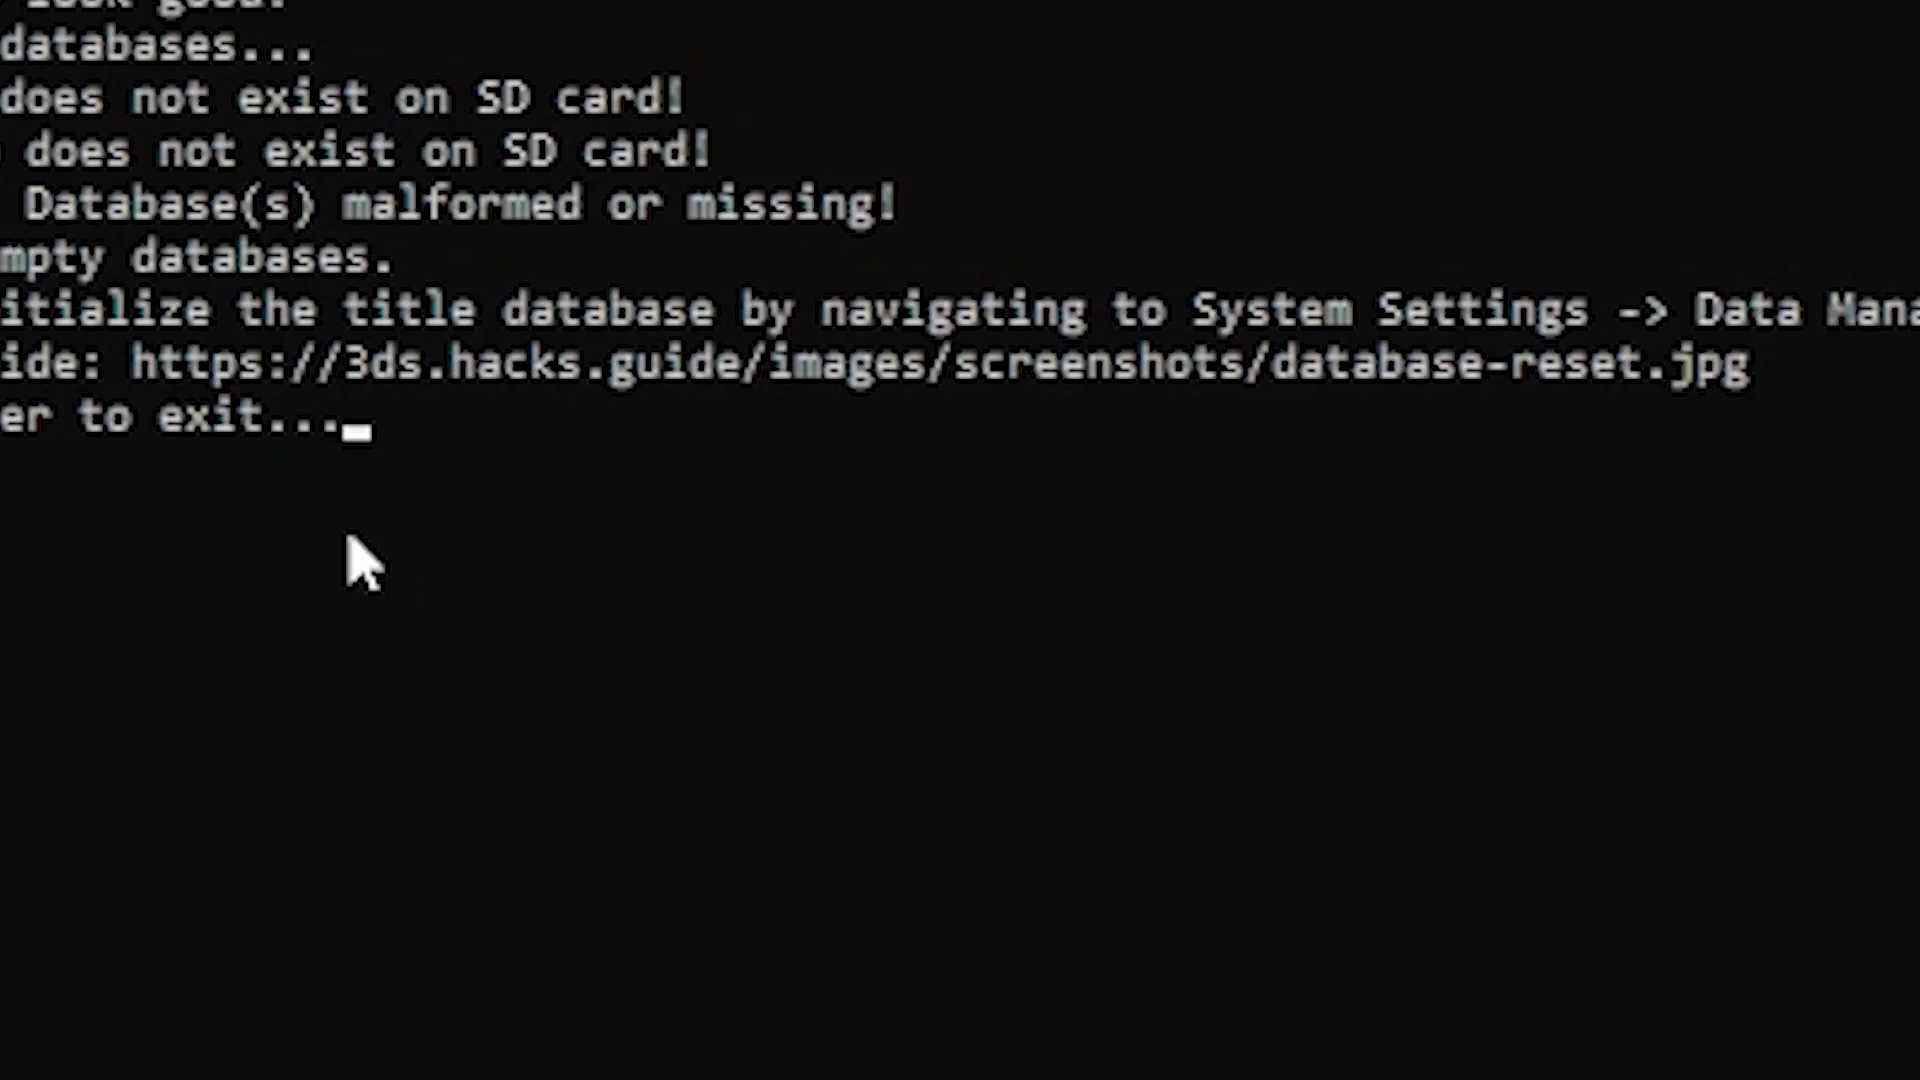 look good!
databases...
does not exist on SD card!
does not exist on SD card!
Database(s) malformed or missing!
mpty databases.
itialize the title database by navigating to System Settings -> Data Mana
ide: https://3ds.hacks.guide/images/screenshots/database-reset.jpg
er to exit...